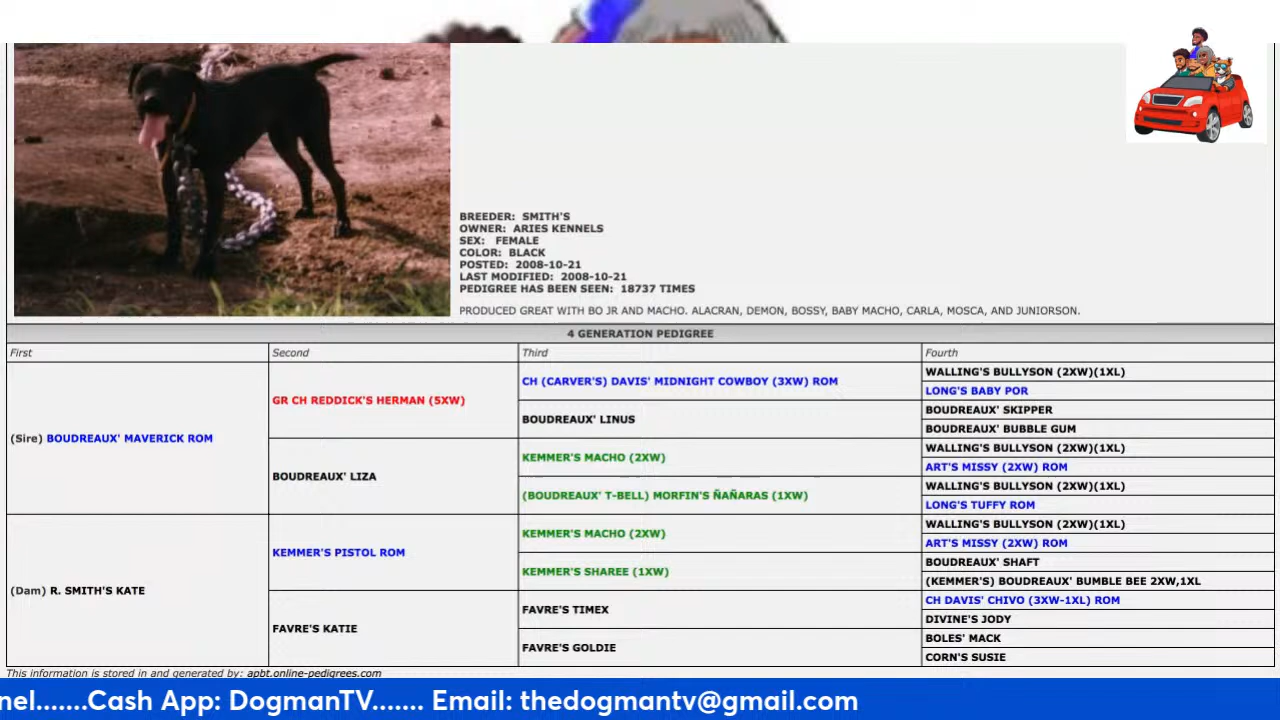 BREEDER: SMITH'S
OWNER: ARIES KENNELS
SEX: FEMALE
COLOR: BLACK
POSTED: 2008-10-21
LAST MODIFIED: 2008-10-21
PEDIGREE HAS BEEN SEEN: 18737 TIMES
PRODUCED GREAT WITH BO JR AND MACHO. ALACRAN, DEMON, BOSSY, BABY MACHO, CARLA, MOSCA, AND JUNIORSON.
4 GENERATION PEDIGREE
First Second Third Fourth
(Sire) BOUDREAUX' MAVERICK ROM
GR CH REDDICK'S HERMAN (5XW)
CH (CARVER'S) DAVIS' MIDNIGHT COWBOY (3XW) ROM
WALLING'S BULLYSON (2XW)(1XL)
LONG'S BABY POR
BOUDREAUX' LINUS
BOUDREAUX' SKIPPER
BOUDREAUX' BUBBLE GUM
BOUDREAUX' LIZA
KEMMER'S MACHO (2XW)
WALLING'S BULLYSON (2XW)(1XL)
ART'S MISSY (2XW) ROM
(BOUDREAUX' T-BELL) MORFIN'S ÑAÑARAS (1XW)
WALLING'S BULLYSON (2XW)(1XL)
LONG'S TUFFY ROM
(Dam) R. SMITH'S KATE
KEMMER'S PISTOL ROM
KEMMER'S MACHO (2XW)
WALLING'S BULLYSON (2XW)(1XL)
ART'S MISSY (2XW) ROM
KEMMER'S SHAREE (1XW)
BOUDREAUX' SHAFT
(KEMMER'S) BOUDREAUX' BUMBLE BEE 2XW,1XL
FAVRE'S KATIE
FAVRE'S TIMEX
CH DAVIS' CHIVO (3XW-1XL) ROM
DIVINE'S JODY
FAVRE'S GOLDIE
BOLES' MACK
CORN'S SUSIE
This information is stored in and generated by: apbt.online-pedigrees.com
nel.......Cash App: DogmanTV....... Email: thedogmantv@gmail.com